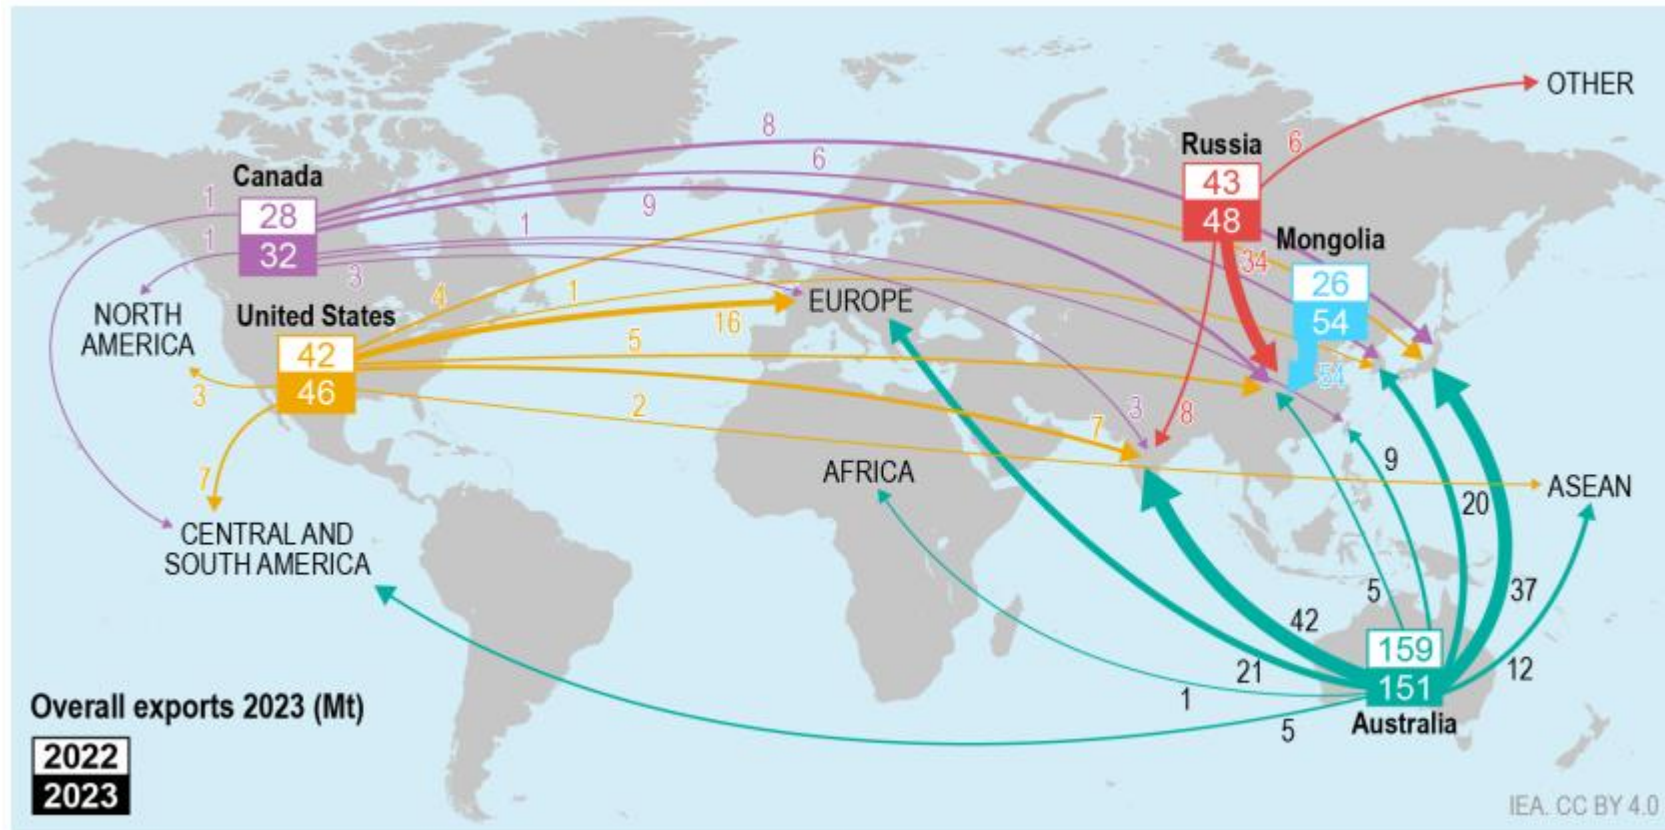 OTHER
8
Russia
6
6
43
Canada
1
28
9
1
48
Mongolia
1
32
34
3
26
4
1
EUROPE
NORTH
AMERICA
United States
16
54
42
5
54
3
46
2
3
8
7
9
AFRICA
7
ASEAN
20
CENTRAL AND
SOUTH AMERICA
5
37
42
159
21
12
1
151
5
Australia
Overall exports 2023 (Mt)
2022
2023
IEA. CC BY 4.0